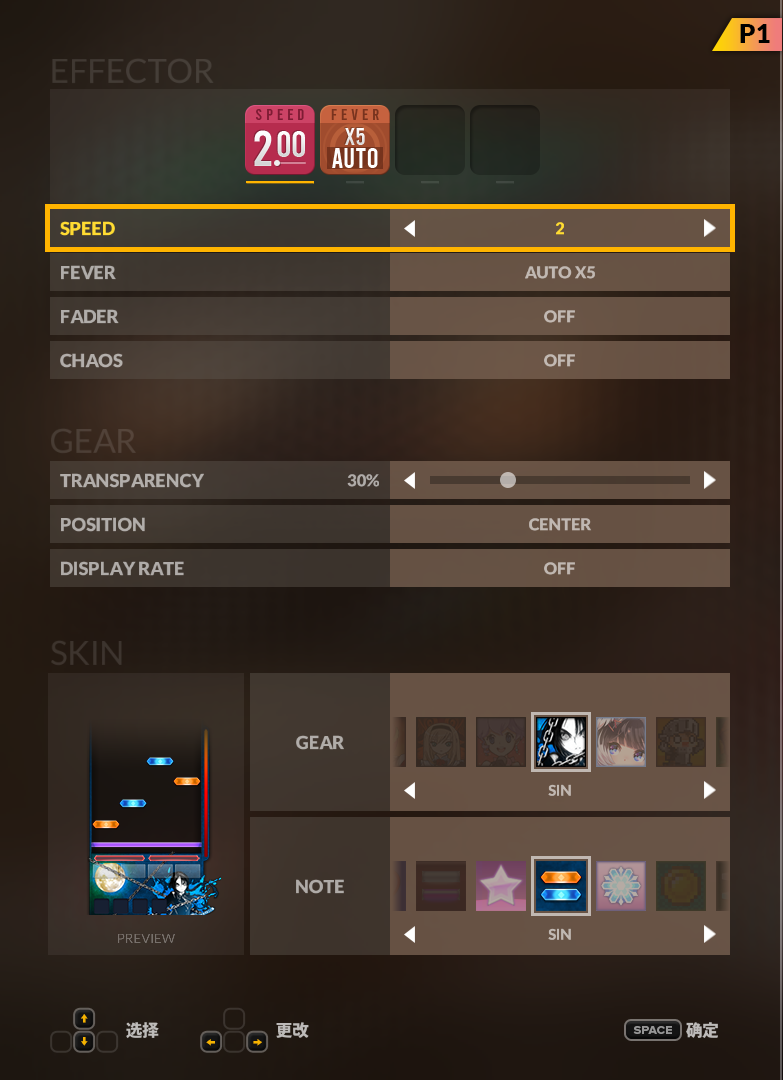 P1
EFFECTOR
SPEED
2.00
FEVER
X5
AUTO
SPEED 2
FEVER AUTO X5
FADER OFF
CHAOS OFF
GEAR
TRANSPARENCY 30%
POSITION CENTER
DISPLAY RATE OFF
SKIN
GEAR
SIN
NOTE
SIN
PREVIEW
选择 更改 SPACE 确定